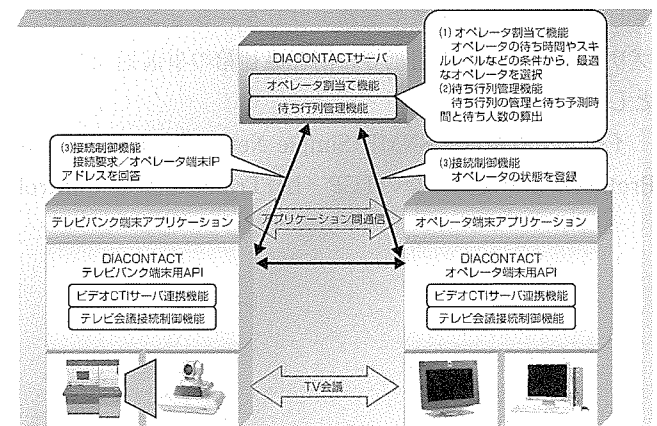 DIACONTACTサーバ
オペレータ割当て機能
待ち行列管理機能
(1) オペレータ割当て機能
オペレータの待ち時間やスキ
ルレベルなどの条件から，最適
なオペレータを選択
(2)待ち行列管理機能
待ち行列の管理と待ち予測時
間と待ち人数の算出
(3)接続制御機能
接続要求／オペレータ端末IP
アドレスを回答
(3)接続制御機能
オペレータの状態を登録
テレビバンク端末アプリケーション
アプリケーション間通信
オペレータ端末アプリケーション
DIACONTACT
テレビバンク端末用API
ビデオCTIサーバ連携機能
テレビ会議接続制御機能
DIACONTACT
オペレータ端末用API
ビデオCTIサーバ連携機能
テレビ会議接続制御機能
TV会議